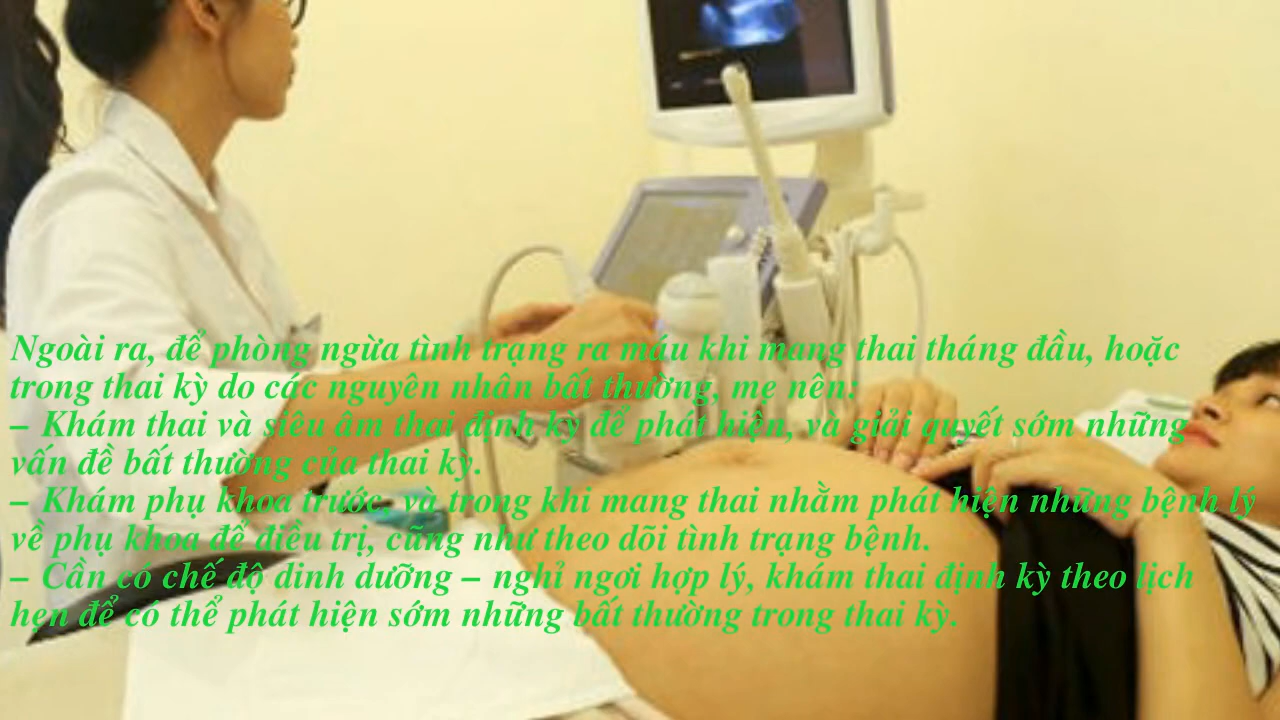 Ngoài ra, để phòng ngừa tình trạng ra máu khi mang thai tháng đầu, hoặc
trong thai kỳ do các nguyên nhân bất thường, mẹ nên:
– Khám thai và siêu âm thai định kỳ để phát hiện, và giải quyết sớm những
vấn đề bất thường của thai kỳ.
– Khám phụ khoa trước, và trong khi mang thai nhằm phát hiện những bệnh lý
về phụ khoa để điều trị, cũng như theo dõi tình trạng bệnh.
– Cần có chế độ dinh dưỡng – nghỉ ngơi hợp lý, khám thai định kỳ theo lịch
hẹn để có thể phát hiện sớm những bất thường trong thai kỳ.